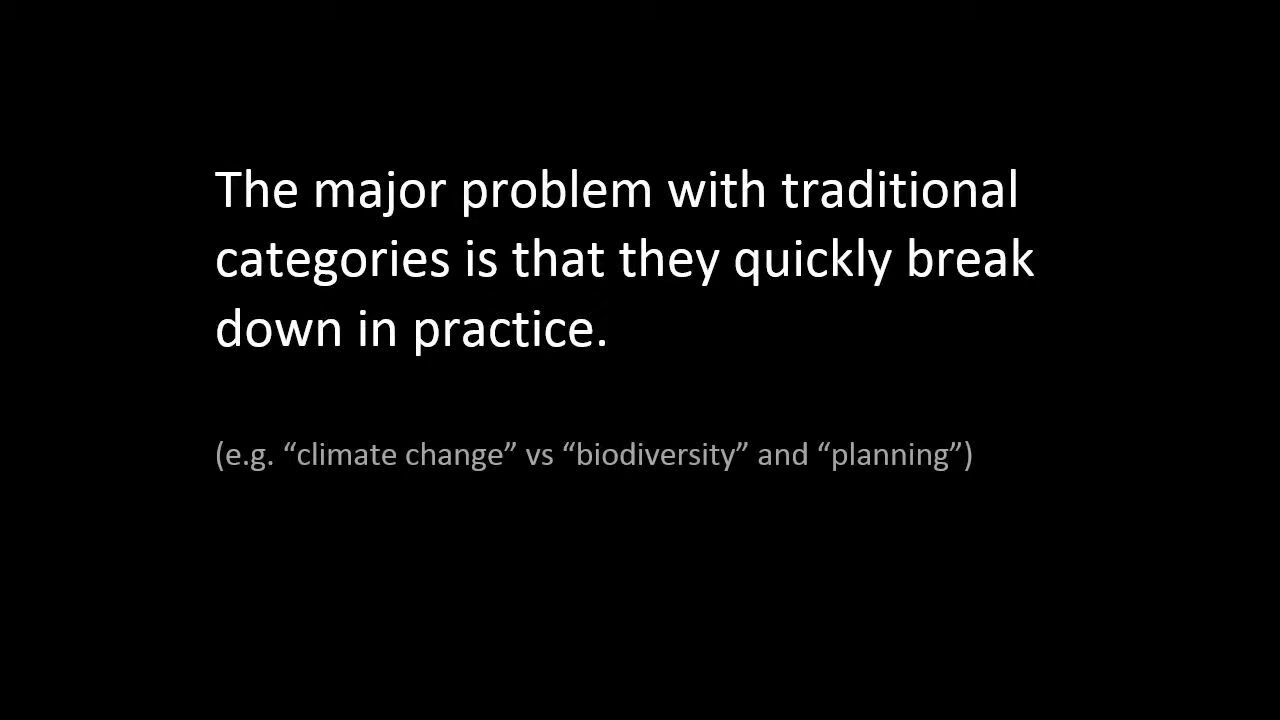 The major problem with traditional
categories is that they quickly break
down in practice.
(e.g. “climate change” vs “biodiversity” and “planning”)